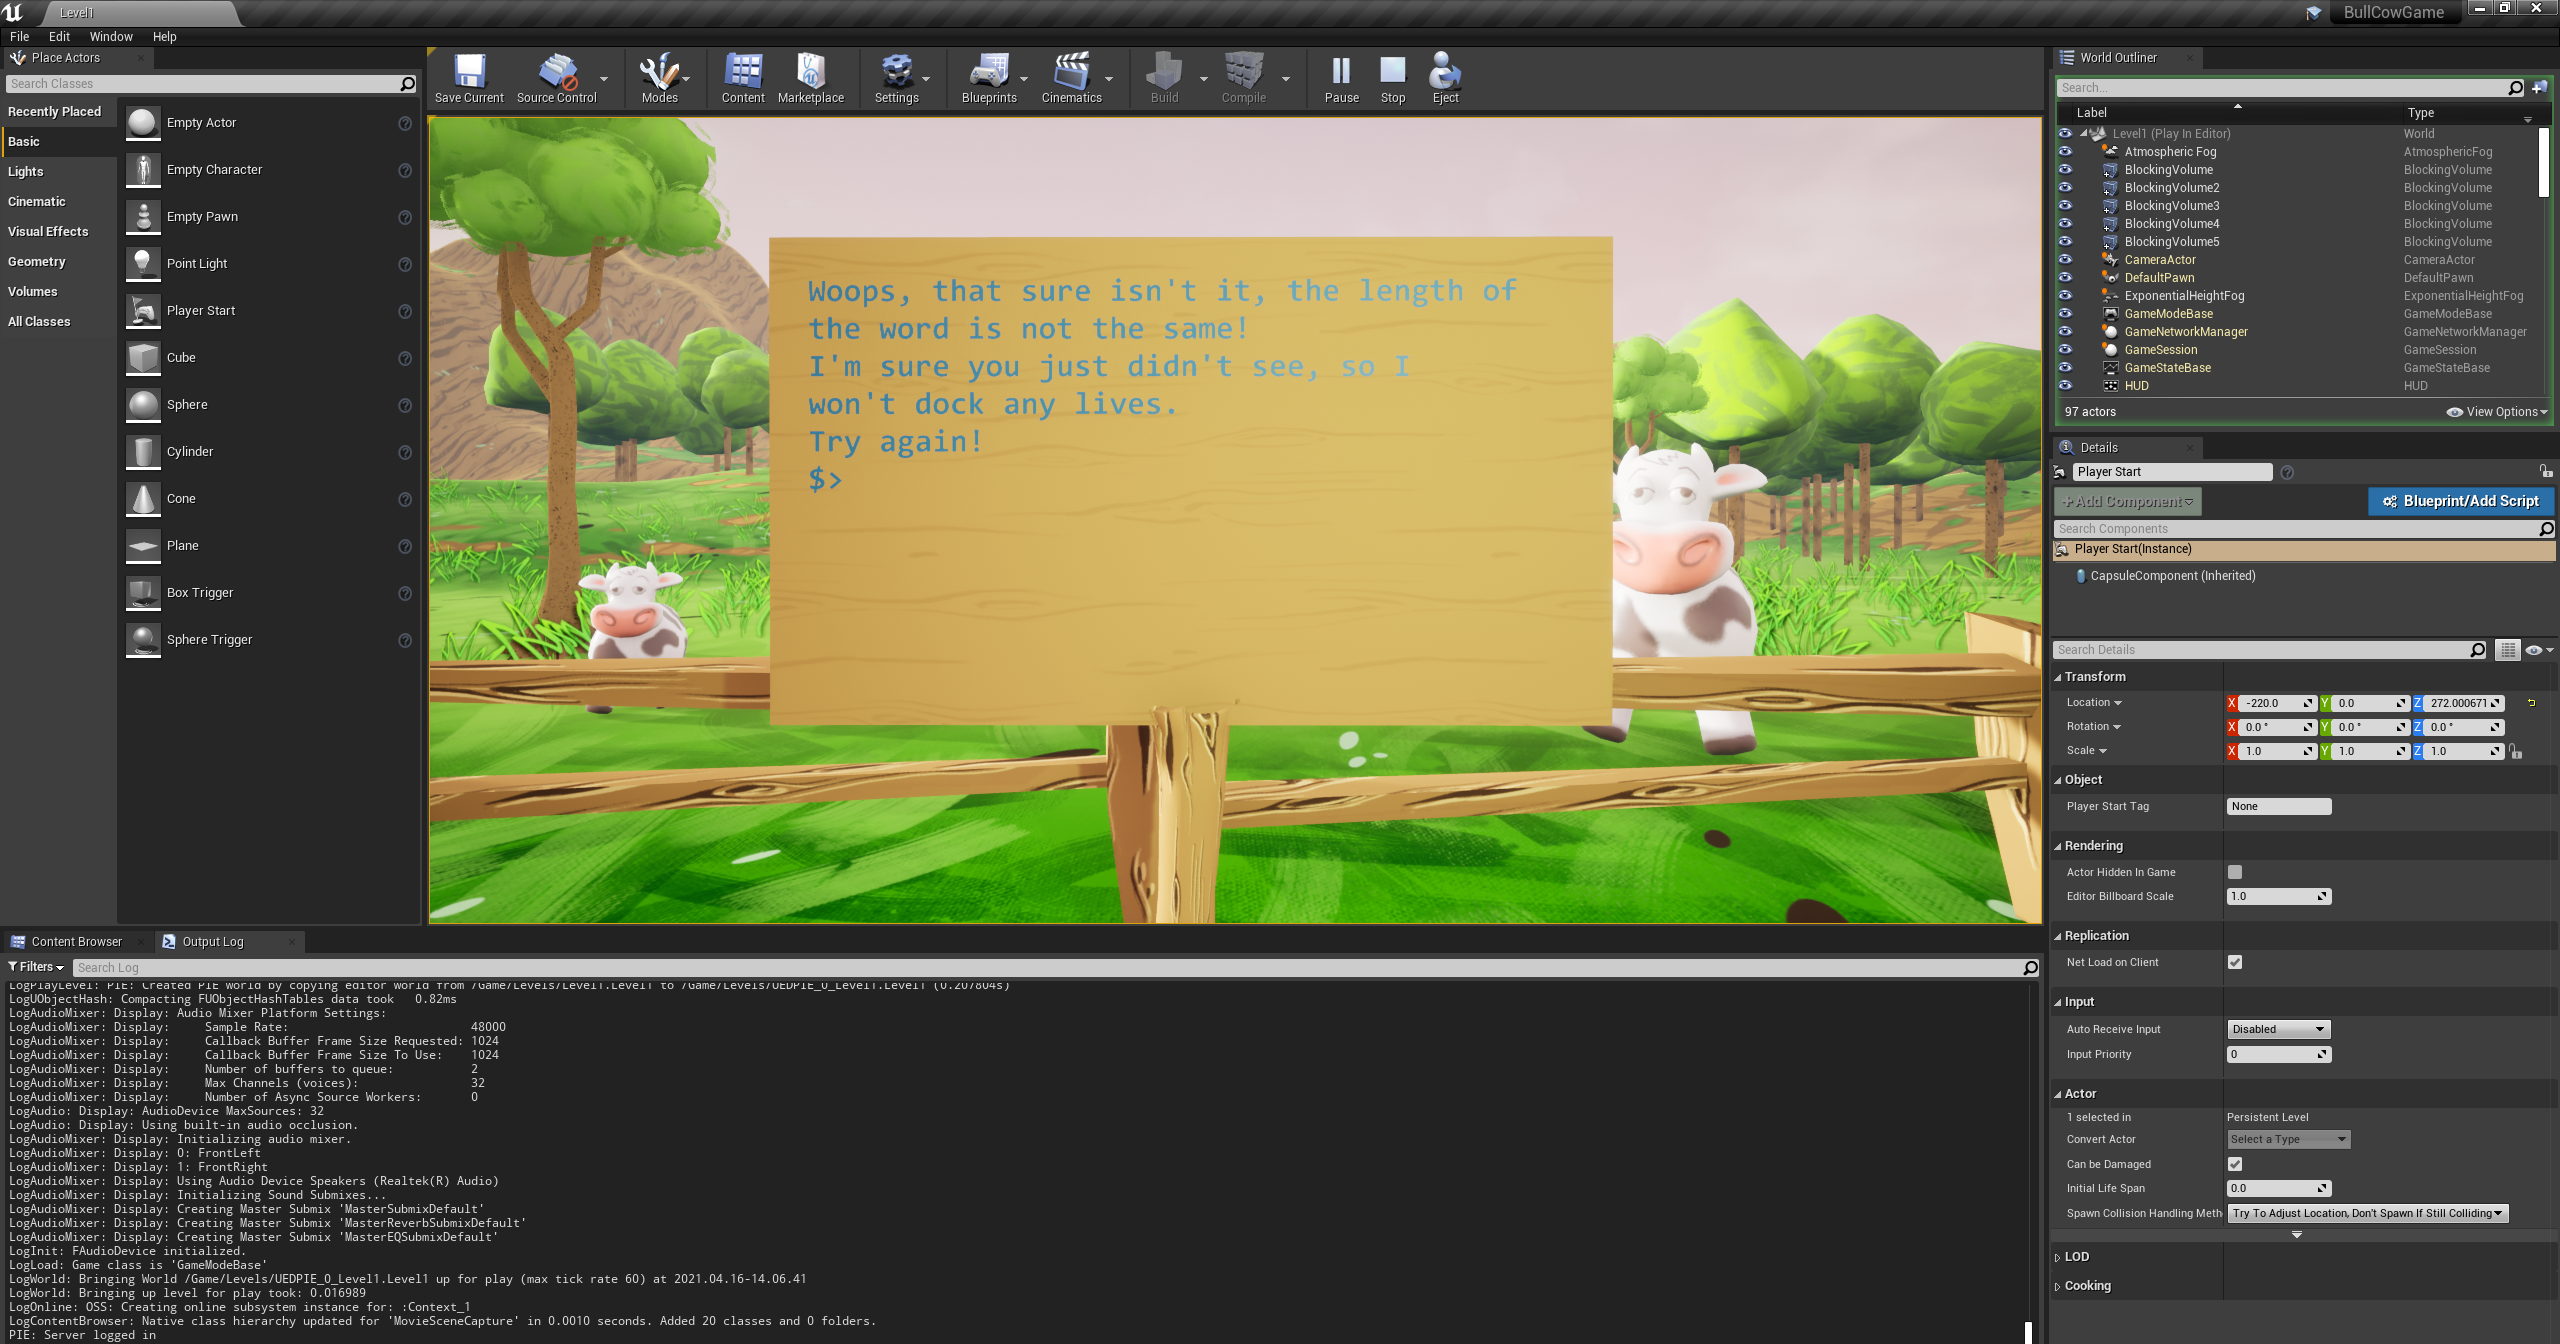 Level1
BullCowGame
File Edit Window Help
Place Actors
Search Classes
Recently Placed
Basic
Lights
Cinematic
Visual Effects
Geometry
Volumes
All Classes
Empty Actor
Empty Character
Empty Pawn
Point Light
Player Start
Cube
Sphere
Cylinder
Cone
Plane
Box Trigger
Sphere Trigger
Save Current Source Control Modes Content Marketplace Settings Blueprints Cinematics Build Compile Pause Stop Eject
Woops, that sure isn't it, the length of
the word is not the same!
I'm sure you just didn't see, so I
won't dock any lives.
Try again!
$>
World Outliner
Search...
Label Type
Level1 (Play In Editor) World
Atmospheric Fog AtmosphericFog
BlockingVolume BlockingVolume
BlockingVolume2 BlockingVolume
BlockingVolume3 BlockingVolume
BlockingVolume4 BlockingVolume
BlockingVolume5 BlockingVolume
CameraActor CameraActor
DefaultPawn DefaultPawn
ExponentialHeightFog ExponentialHeightFog
GameModeBase GameModeBase
GameNetworkManager GameNetworkManager
GameSession GameSession
GameStateBase GameStateBase
HUD HUD
97 actors View Options
Details
Player Start
+Add Component Blueprint/Add Script
Search Components
Player Start(Instance)
CapsuleComponent (Inherited)
Search Details
Transform
Location X -220.0 Y 0.0 Z 272.000671
Rotation X 0.0 ° Y 0.0 ° Z 0.0 °
Scale X 1.0 Y 1.0 Z 1.0
Object
Player Start Tag None
Rendering
Actor Hidden In Game
Editor Billboard Scale 1.0
Replication
Net Load on Client
Input
Auto Receive Input Disabled
Input Priority 0
Actor
1 selected in Persistent Level
Convert Actor Select a Type
Can be Damaged
Initial Life Span 0.0
Spawn Collision Handling Meth Try To Adjust Location, Don't Spawn If Still Colliding
LOD
Cooking
Content Browser Output Log
Filters Search Log
LogPlayLevel: PIE: Created PIE world by copying editor world from /Game/Levels/Level1.Level1 to /Game/Levels/UEDPIE_0_Level1.Level1 (0.207804s)
LogUObjectHash: Compacting FUObjectHashTables data took 0.82ms
LogAudioMixer: Display: Audio Mixer Platform Settings:
LogAudioMixer: Display: Sample Rate: 48000
LogAudioMixer: Display: Callback Buffer Frame Size Requested: 1024
LogAudioMixer: Display: Callback Buffer Frame Size To Use: 1024
LogAudioMixer: Display: Number of buffers to queue: 2
LogAudioMixer: Display: Max Channels (voices): 32
LogAudioMixer: Display: Number of Async Source Workers: 0
LogAudio: Display: AudioDevice MaxSources: 32
LogAudio: Display: Using built-in audio occlusion.
LogAudioMixer: Display: Initializing audio mixer.
LogAudioMixer: Display: 0: FrontLeft
LogAudioMixer: Display: 1: FrontRight
LogAudioMixer: Display: Using Audio Device Speakers (Realtek(R) Audio)
LogAudioMixer: Display: Initializing Sound Submixes...
LogAudioMixer: Display: Creating Master Submix 'MasterSubmixDefault'
LogAudioMixer: Display: Creating Master Submix 'MasterReverbSubmixDefault'
LogAudioMixer: Display: Creating Master Submix 'MasterEQSubmixDefault'
LogInit: FAudioDevice initialized.
LogLoad: Game class is 'GameModeBase'
LogWorld: Bringing World /Game/Levels/UEDPIE_0_Level1.Level1 up for play (max tick rate 60) at 2021.04.16-14.06.41
LogWorld: Bringing up level for play took: 0.016989
LogOnline: OSS: Creating online subsystem instance for: :Context_1
LogContentBrowser: Native class hierarchy updated for 'MovieSceneCapture' in 0.0010 seconds. Added 20 classes and 0 folders.
PIE: Server logged in